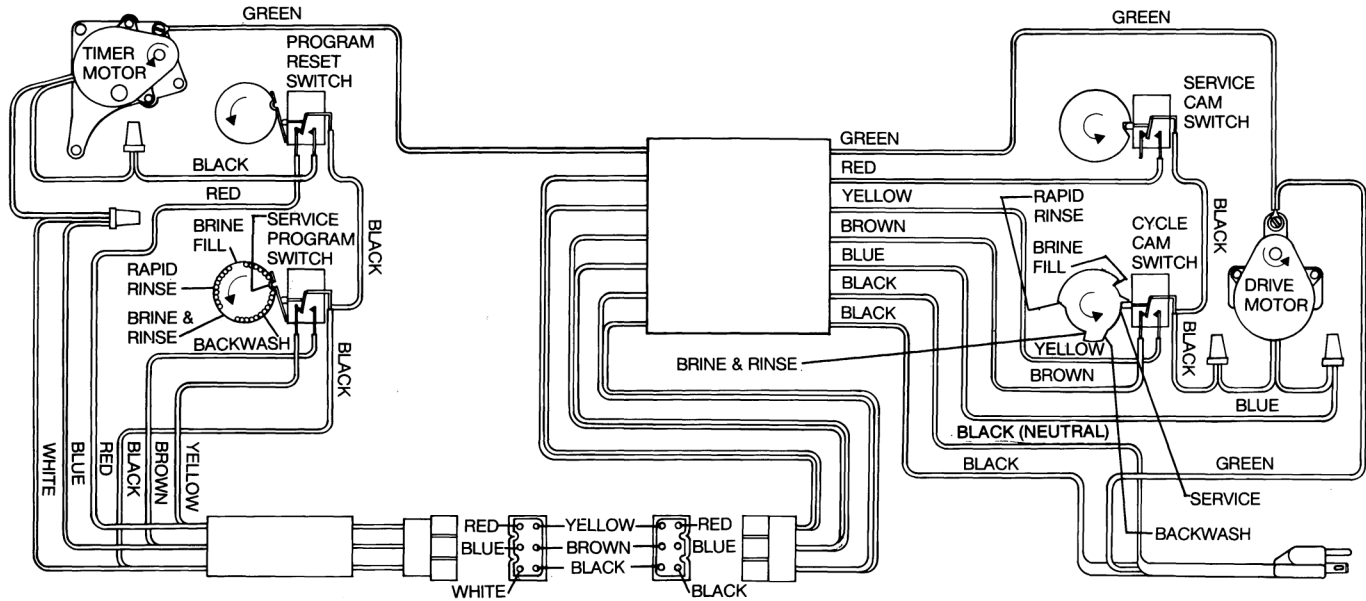 GREEN
TIMER
MOTOR
PROGRAM
RESET
SWITCH
BLACK
RED
BRINE
FILL
SERVICE
PROGRAM
SWITCH
BLACK
RAPID
RINSE
BRINE &
RINSE
BACKWASH
BLACK
WHITE
BLUE
RED
BLACK
BROWN
YELLOW
RED
BLUE
WHITE
YELLOW
BROWN
BLACK
RED
BLUE
BLACK
GREEN
SERVICE
CAM
SWITCH
GREEN
RED
YELLOW
BROWN
BLUE
BLACK
BLACK
RAPID
RINSE
BRINE
FILL
CYCLE
CAM
SWITCH
BLACK
DRIVE
MOTOR
BRINE & RINSE
YELLOW
BROWN
BLACK
BLUE
BLACK (NEUTRAL)
BLACK
GREEN
SERVICE
BACKWASH